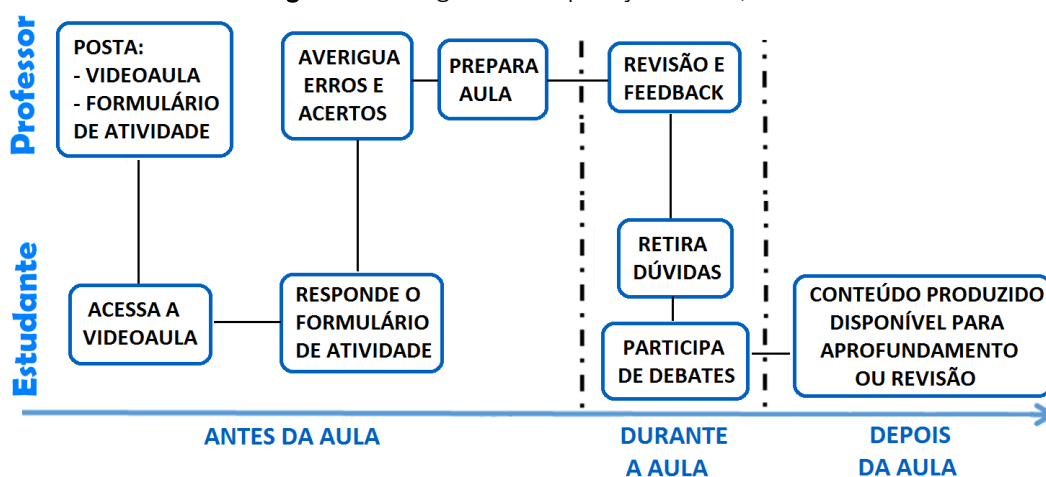 Professor
POSTA:
- VIDEOAULA
- FORMULÁRIO
DE ATIVIDADE
AVERIGUA
ERROS E
ACERTOS
PREPARA
AULA
REVISÃO E
FEEDBACK
Estudante
ACESSA A
VIDEOAULA
RESPONDE O
FORMULÁRIO
DE ATIVIDADE
RETIRA
DÚVIDAS
PARTICIPA
DE DEBATES
CONTEÚDO PRODUZIDO
DISPONÍVEL PARA
APROFUNDAMENTO
OU REVISÃO
ANTES DA AULA
DURANTE
A AULA
DEPOIS
DA AULA